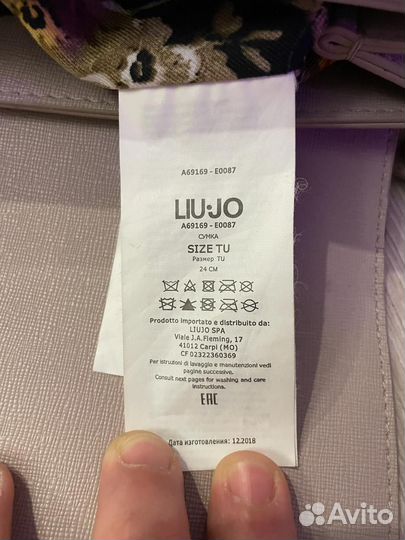 A69169 - E0087
LIU·JO
A69169 - E0087
СУМКА
SIZE TU
Размер TU
24 CM
Prodotto importato e distribuito da:
LIUJO SPA
Viale J.A.Fleming, 17
41012 Carpi (MO)
CF 02322360369
Per istruzioni di lavaggio e manutenzioni vedi
pagine successive.
Consult next pages for washing and care
instructions.
EAC
Дата изготовления: 12.2018
Avito